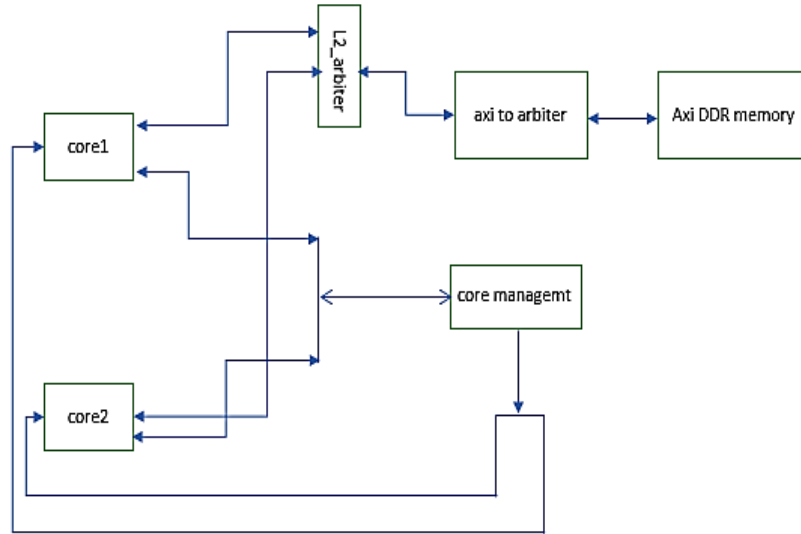 L2_arbiter
axi to arbiter
Axi DDR memory
core1
core managemt
core2